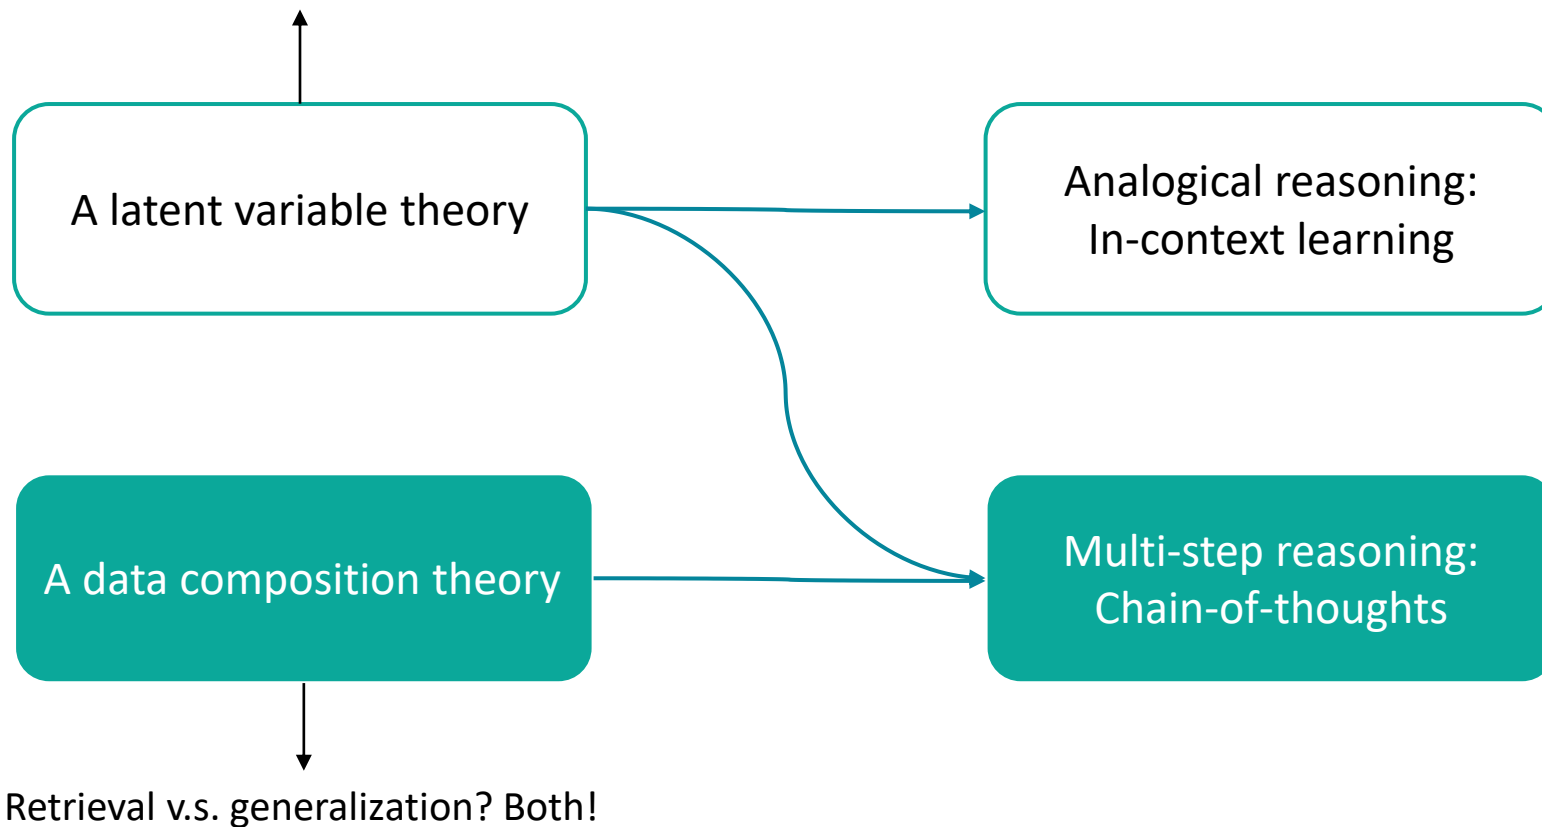 A latent variable theory
Analogical reasoning:
In-context learning
A data composition theory
Multi-step reasoning:
Chain-of-thoughts
Retrieval v.s. generalization? Both!